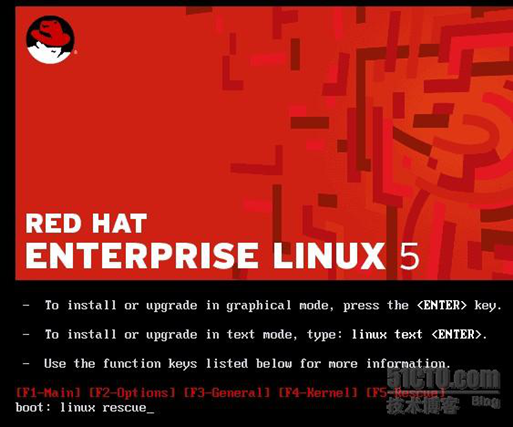 RED HAT
ENTERPRISE LINUX 5
- To install or upgrade in graphical mode, press the <ENTER> key.
- To install or upgrade in text mode, type: linux text <ENTER>.
- Use the function keys listed below for more information.
[F1-Main] [F2-Options] [F3-General] [F4-Kernel] [F5-Rescue]
boot: linux rescue_
51CTO.com
技术博客 Blog